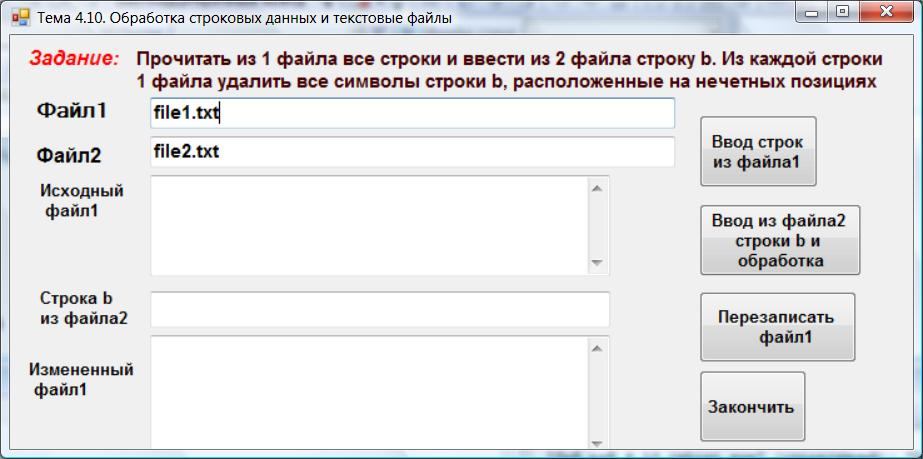 Тема 4.10. Обработка строковых данных и текстовые файлы
Задание: Прочитать из 1 файла все строки и ввести из 2 файла строку b. Из каждой строки
1 файла удалить все символы строки b, расположенные на нечетных позициях
Файл1
file1.txt
Файл2
file2.txt
Ввод строк
из файла1
Исходный
файл1
Ввод из файла2
строки b и
обработка
Строка b
из файла2
Перезаписать
файл1
Измененный
файл1
Закончить